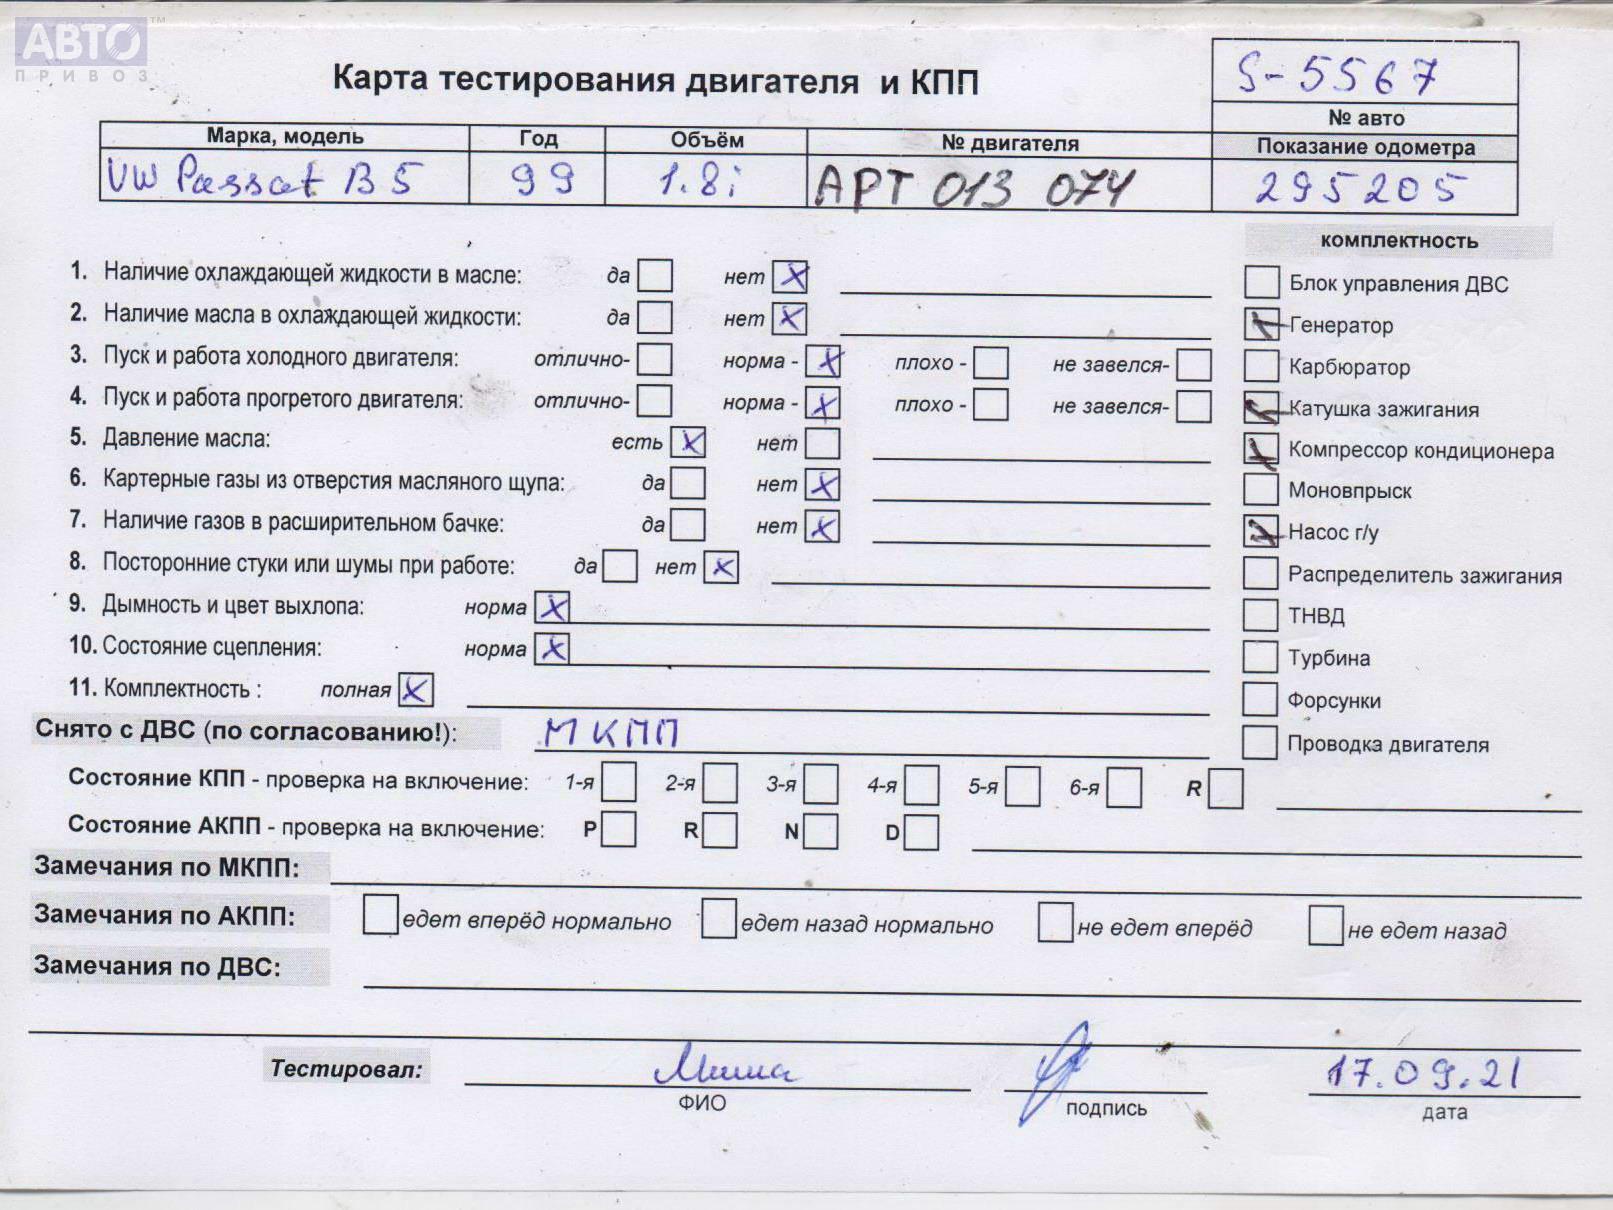 АВТО
ПРИВОЗ
Карта тестирования двигателя и КПП
S-5567
№ авто
Марка, модель Год Объём № двигателя Показание одометра
VW Passat B5 99 1.8i APT 013 074 295205
комплектность
1. Наличие охлаждающей жидкости в масле: да нет X
2. Наличие масла в охлаждающей жидкости: да нет X
3. Пуск и работа холодного двигателя: отлично- норма - X плохо - не завелся-
4. Пуск и работа прогретого двигателя: отлично- норма - X плохо - не завелся-
5. Давление масла: есть X нет
6. Картерные газы из отверстия масляного щупа: да нет X
7. Наличие газов в расширительном бачке: да нет X
8. Посторонние стуки или шумы при работе: да нет X
9. Дымность и цвет выхлопа: норма X
10. Состояние сцепления: норма X
11. Комплектность : полная X
Блок управления ДВС
Генератор
Карбюратор
Катушка зажигания
Компрессор кондиционера
Моновпрыск
Насос г/у
Распределитель зажигания
ТНВД
Турбина
Форсунки
Проводка двигателя
Снято с ДВС (по согласованию!): МКПП
Состояние КПП - проверка на включение: 1-я 2-я 3-я 4-я 5-я 6-я R
Состояние АКПП - проверка на включение: P R N D
Замечания по МКПП:
Замечания по АКПП: едет вперёд нормально едет назад нормально не едет вперёд не едет назад
Замечания по ДВС:
Тестировал: Миша 17.09.21
ФИО подпись дата